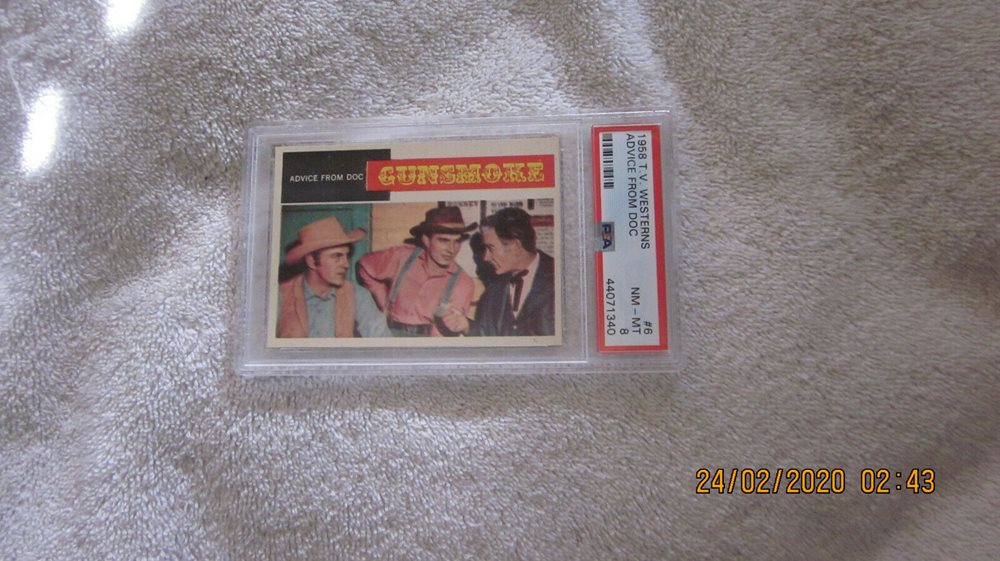 ADVICE FROM DOC
GUNSMOKE
1958 T.V. WESTERNS
ADVICE FROM DOC
#6
NM - MT
8
PSA
44071340
24/02/2020 02:43